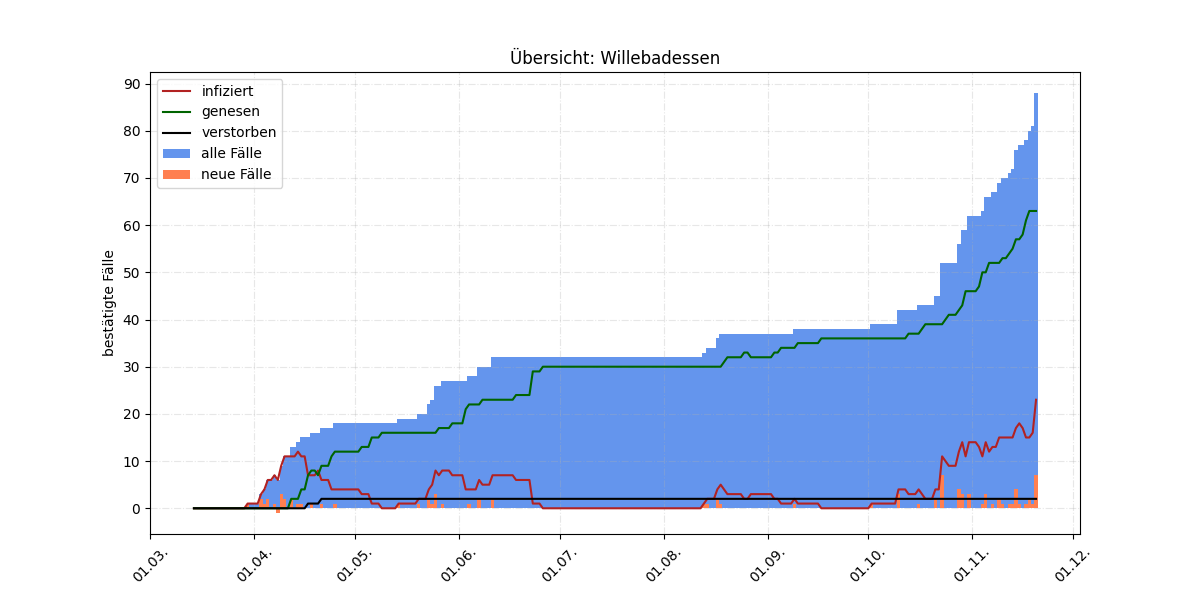 Übersicht: Willebadessen
infiziert
genesen
verstorben
alle Fälle
neue Fälle
bestätigte Fälle
90
80
70
60
50
40
30
20
10
0
01.03.
01.04.
01.05.
01.06.
01.07.
01.08.
01.09.
01.10.
01.11.
01.12.